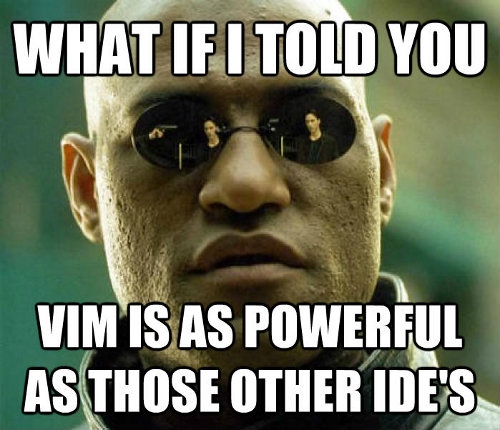 WHAT IF I TOLD YOU
VIM IS AS POWERFUL
AS THOSE OTHER IDE'S